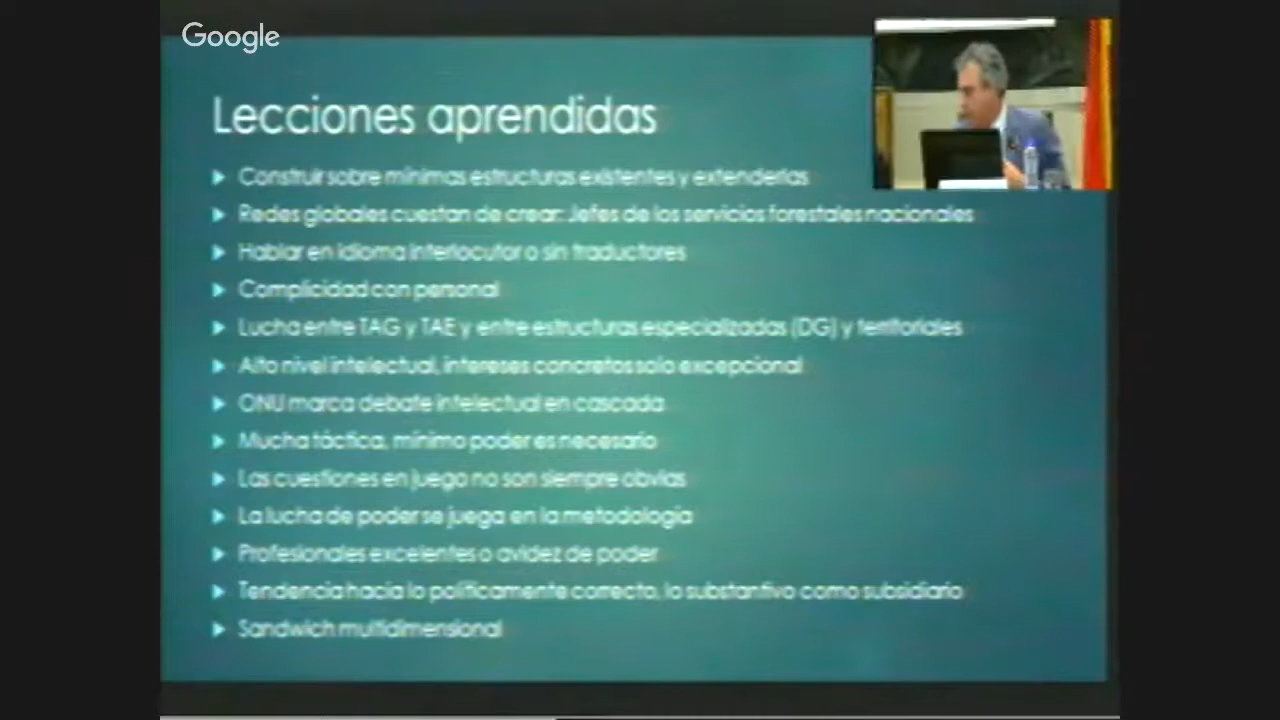 Google
Lecciones aprendidas
Construir sobre mínimas estructuras existentes y extenderlas
Redes globales cuestan de crear: Jefes de los servicios forestales nacionales
Hablar en idioma interlocutor o sin traductores
Complicidad con personal
Lucha entre TAG y TAE y entre estructuras especializadas (DG) y territoriales
Alto nivel intelectual, intereses concretos solo excepcional
ONU marca debate intelectual en cascada
Mucha táctica, mínimo poder es necesario
Las cuestiones en juego no son siempre obvias
La lucha de poder se juega en la metodología
Profesionales excelentes o avidez de poder
Tendencia hacia lo políticamente correcto, lo substantivo como subsidiario
Sandwich multidimensional